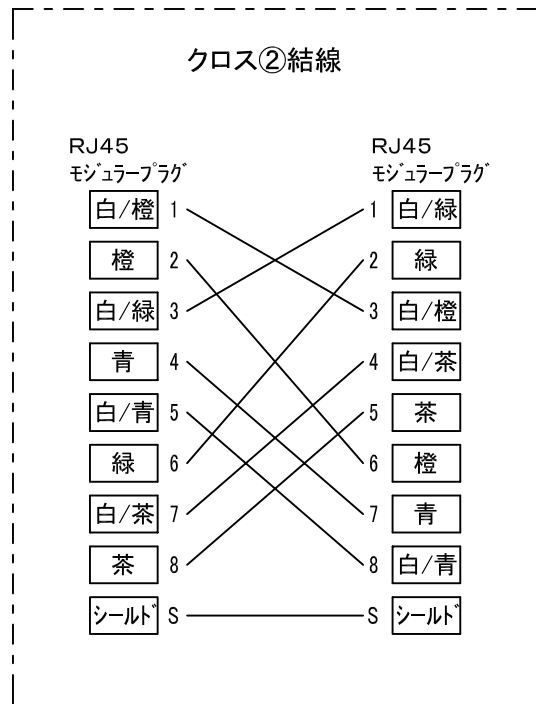 クロス②結線
RJ45 RJ45
モジュラープラグ モジュラープラグ
白/橙 1 1 白/緑
橙 2 2 緑
白/緑 3 3 白/橙
青 4 4 白/茶
白/青 5 5 茶
緑 6 6 橙
白/茶 7 7 青
茶 8 8 白/青
シールド S S シールド